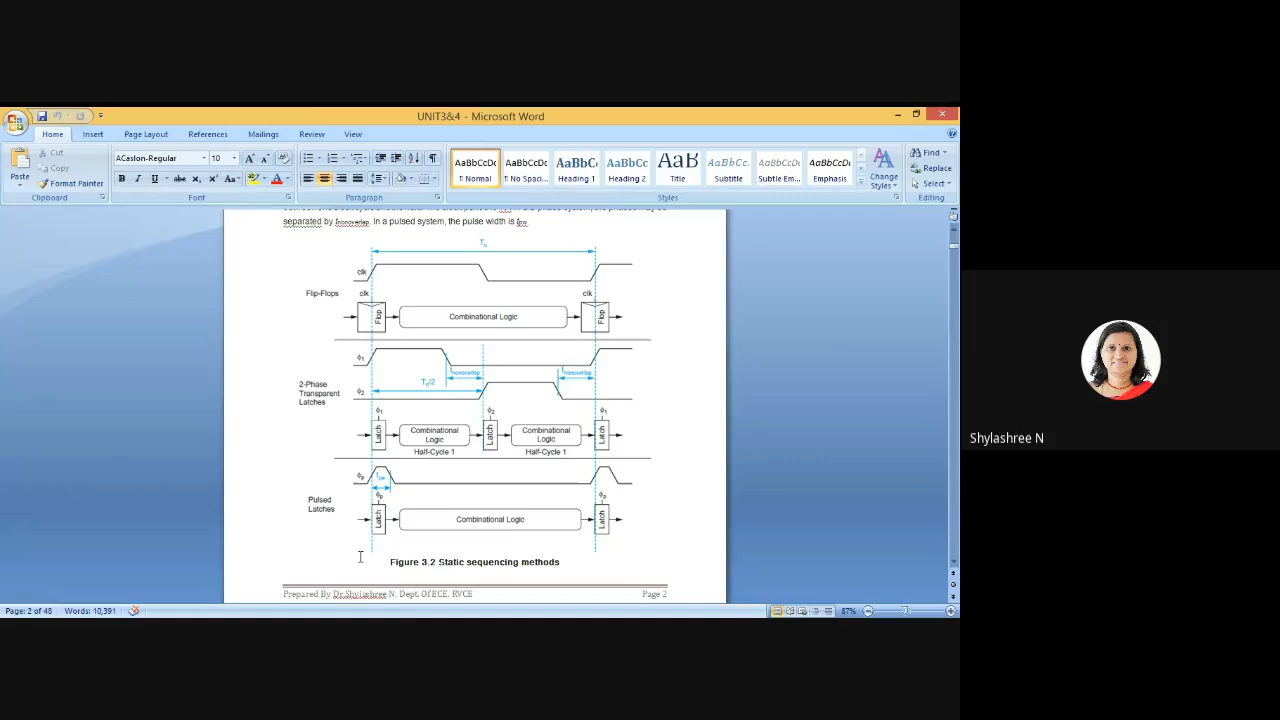 UNIT3&4 - Microsoft Word
Home Insert Page Layout References Mailings Review View
Paste
Cut
Copy
Format Painter
Clipboard
ACaslon-Regular 10
Font
Paragraph
AaBbCcDc AaBbCcDc AaBbC AaBbCc AaB AaBbCcL AaBbCcDc AaBbCcDc
¶ Normal ¶ No Spaci... Heading 1 Heading 2 Title Subtitle Subtle Em... Emphasis
Styles
Change Styles
Find
Replace
Select
Editing
separated by tnonoverlap. In a pulsed system, the pulse width is tpw.
Tc
clk
Flip-Flops clk clk
Flop Combinational Logic Flop
ϕ1
tnonoverlap tnonoverlap
Tc/2
2-Phase
Transparent
Latches
ϕ2
ϕ1 ϕ2 ϕ1
Latch Combinational Logic Latch Combinational Logic Latch
Half-Cycle 1 Half-Cycle 1
ϕp tpw
Pulsed
Latches
ϕp ϕp
Latch Combinational Logic Latch
Figure 3.2 Static sequencing methods
Prepared By Dr.Shylashree N, Dept. Of ECE, RVCE Page 2
Page: 2 of 48 Words: 10,391 87%
Shylashree N